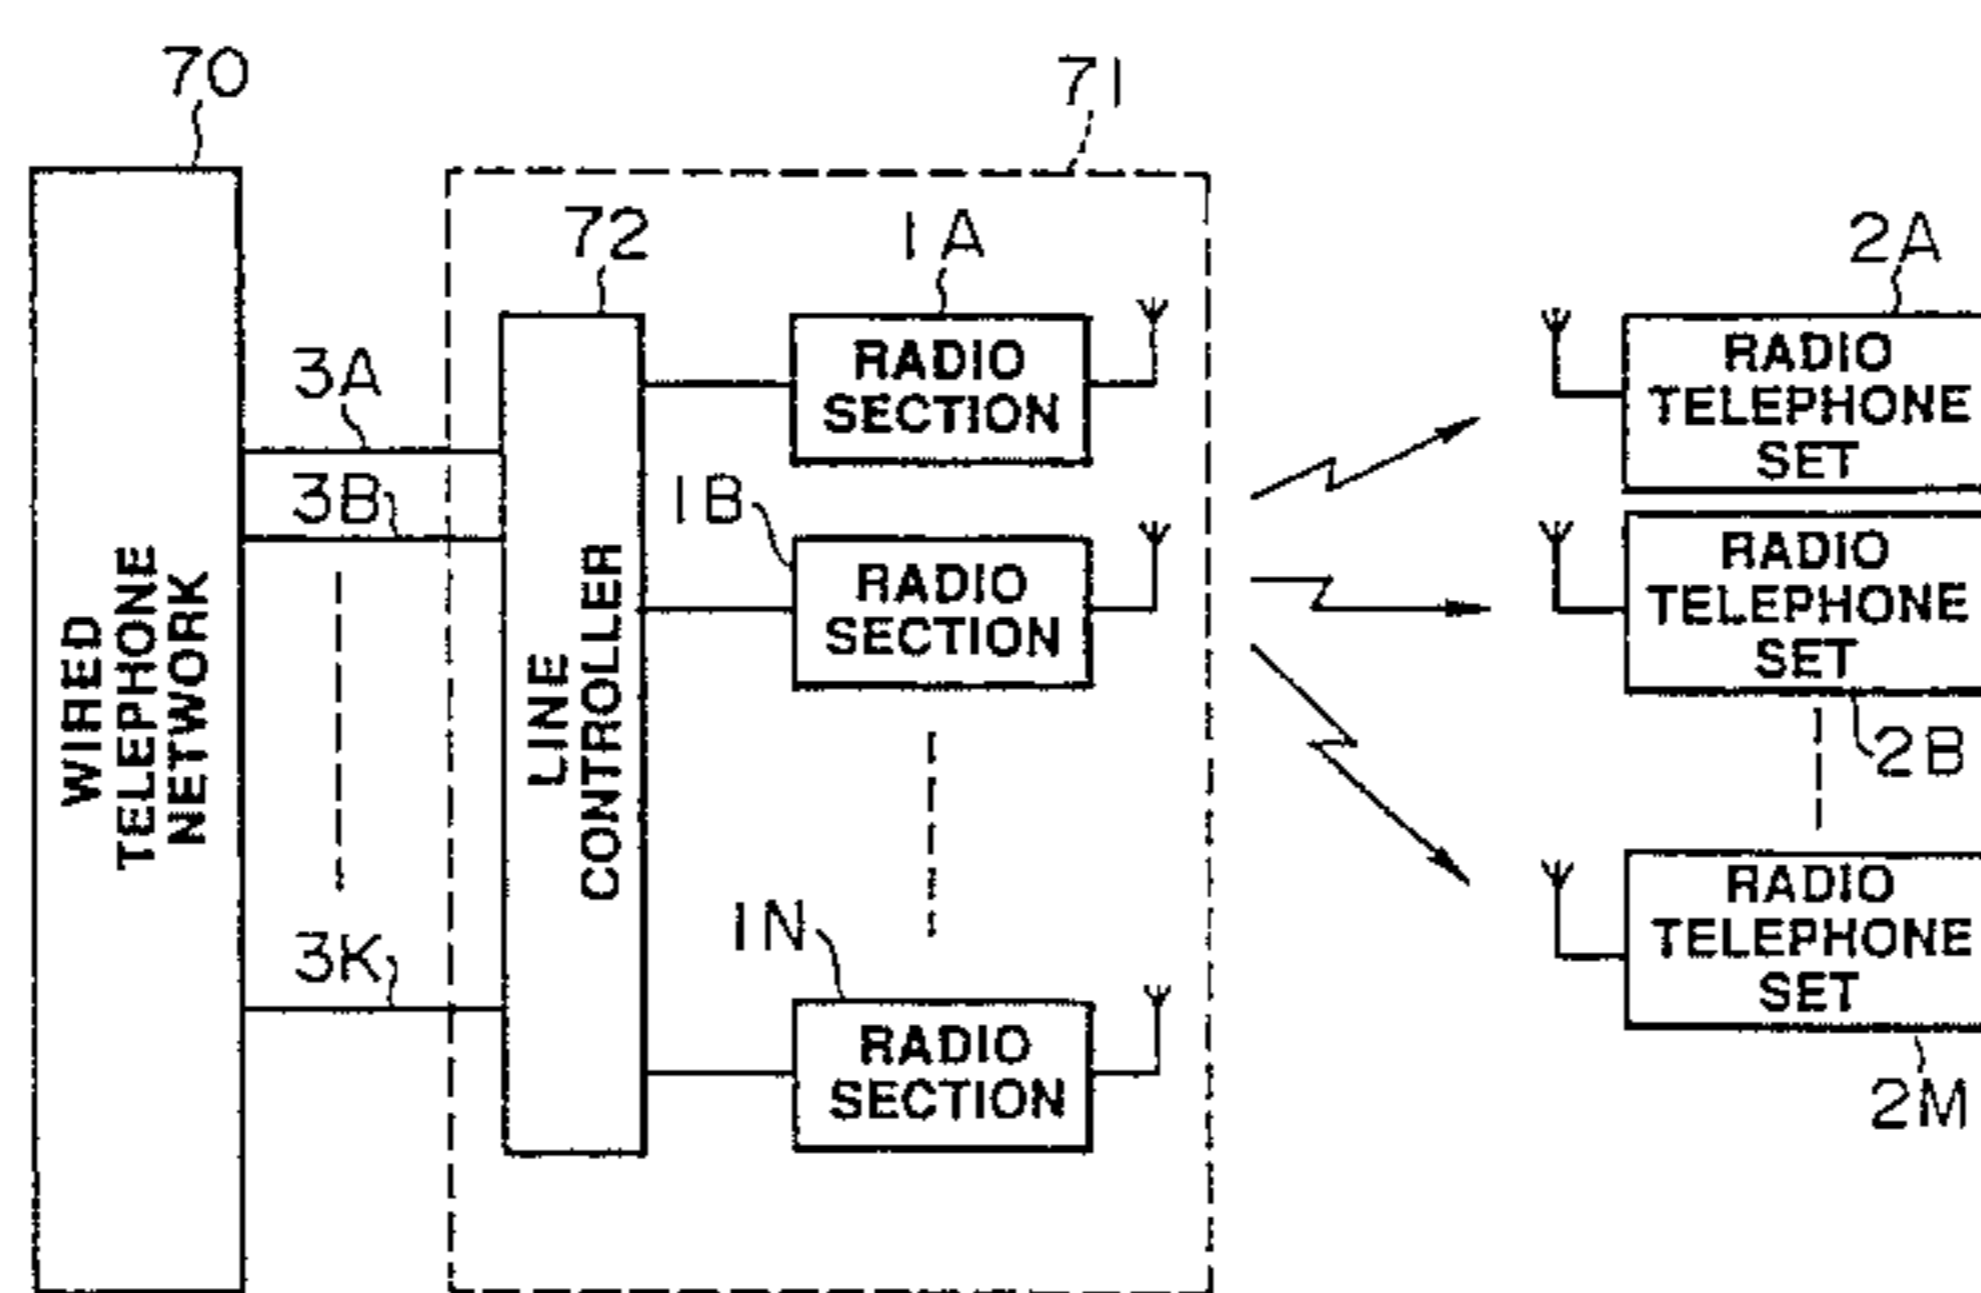 70
71
72
1A
2A
RADIO
SECTION
RADIO
TELEPHONE
SET
3A
3B
1B
RADIO
SECTION
RADIO
TELEPHONE
SET
2B
WIRED
TELEPHONE
NETWORK
LINE
CONTROLLER
3K
1N
RADIO
SECTION
RADIO
TELEPHONE
SET
2M